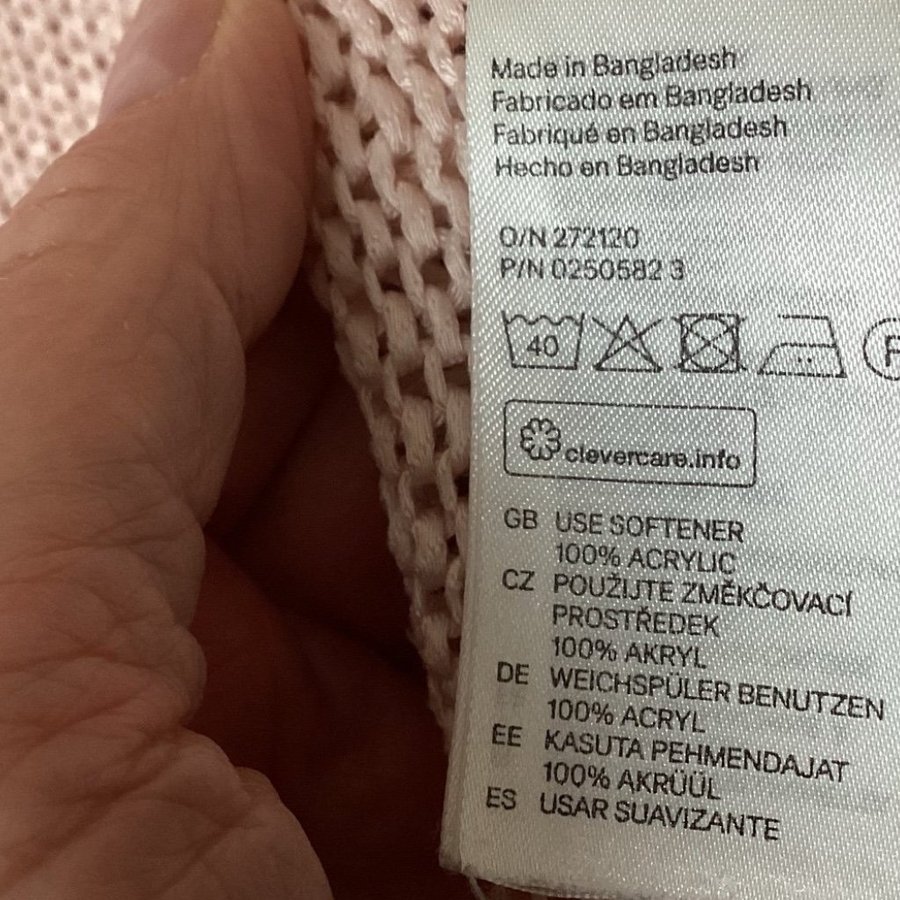 Made in Bangladesh
Fabricado em Bangladesh
Fabriqué en Bangladesh
Hecho en Bangladesh
O/N 272120
P/N 0250582 3
40
clevercare.info
GB USE SOFTENER
100% ACRYLIC
CZ POUŽIJTE ZMĚKČOVACÍ
PROSTŘEDEK
100% AKRYL
DE WEICHSPÜLER BENUTZEN
100% ACRYL
EE KASUTA PEHMENDAJAT
100% AKRÜÜL
ES USAR SUAVIZANTE